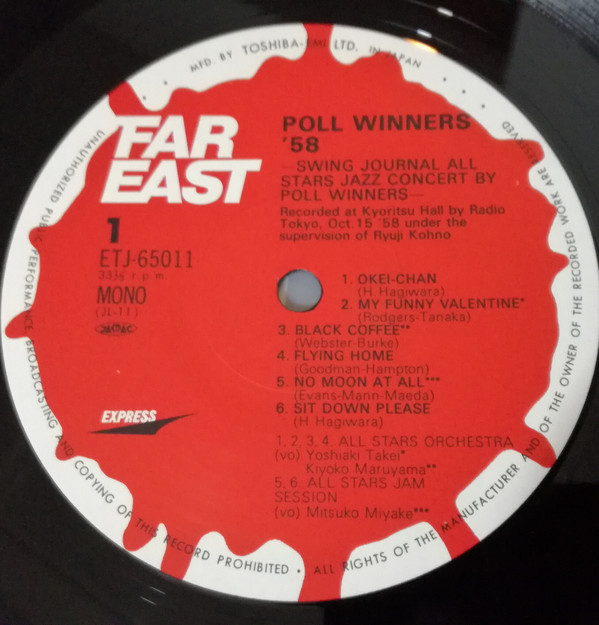 MFD. BY TOSHIBA-EMI LTD. IN JAPAN
FAR
EAST
1
ETJ-65011
33⅓ r.p.m.
MONO
(JL-11)
EXPRESS
POLL WINNERS
'58
—SWING JOURNAL ALL
STARS JAZZ CONCERT BY
POLL WINNERS—
Recorded at Kyoritsu Hall by Radio
Tokyo, Oct. 15 '58 under the
supervision of Ryuji Kohno
1. OKEI-CHAN
(H. Hagiwara)
2. MY FUNNY VALENTINE*
(Rodgers-Tanaka)
3. BLACK COFFEE**
(Webster-Burke)
4. FLYING HOME
(Goodman-Hampton)
5. NO MOON AT ALL***
(Evans-Mann-Maeda)
6. SIT DOWN PLEASE
(H. Hagiwara)
1, 2, 3, 4. ALL STARS ORCHESTRA
(vo) Yoshiaki Takei*
Kiyoko Maruyama**
5, 6. ALL STARS JAM
SESSION
(vo) Mitsuko Miyake***
UNAUTHORIZED PUBLIC PERFORMANCE BROADCASTING AND COPYING OF THIS RECORD PROHIBITED • ALL RIGHTS OF THE MANUFACTURER AND OF THE OWNER OF THE RECORDED WORK ARE RESERVED